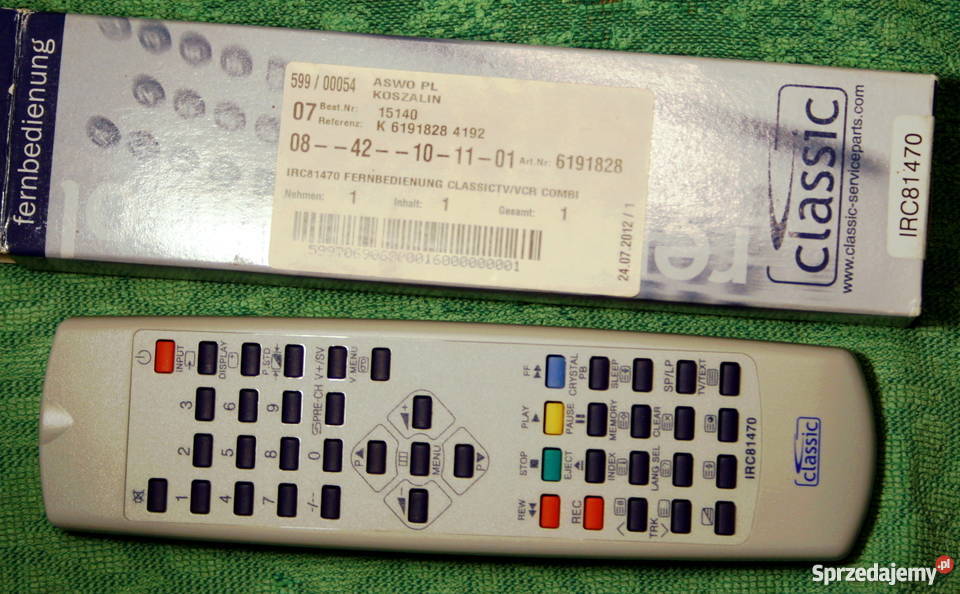 fernbedienung
599 / 00054 ASWO PL
KOSZALIN
07 Best.Nr: 15140
Referenz: K 6191828 4192
08--42--10-11-01 Art.Nr: 6191828
IRC81470 FERNBEDIENUNG CLASSICTV/VCR COMBI
Nehmen: 1 Inhalt: 1 Gesamt: 1
24.07.2012 / 1
re
classic
www.classic-serviceparts.com
IRC81470
INPUT
DISPLAY
P.STD
V+/SV
V.MENU
3
6
9
PRE-CH
2
5
8
0
1
4
7
-/--
+
P
MENU
P
-
FF
CRYSTAL
PB
SLEEP
SP/LP
TV/TEXT
PLAY
PAUSE
MEMORY
CLEAR
STOP
EJECT
INDEX
LANG SEL
REW
REC
TRK
IRC81470
classic
Sprzedajemy.pl